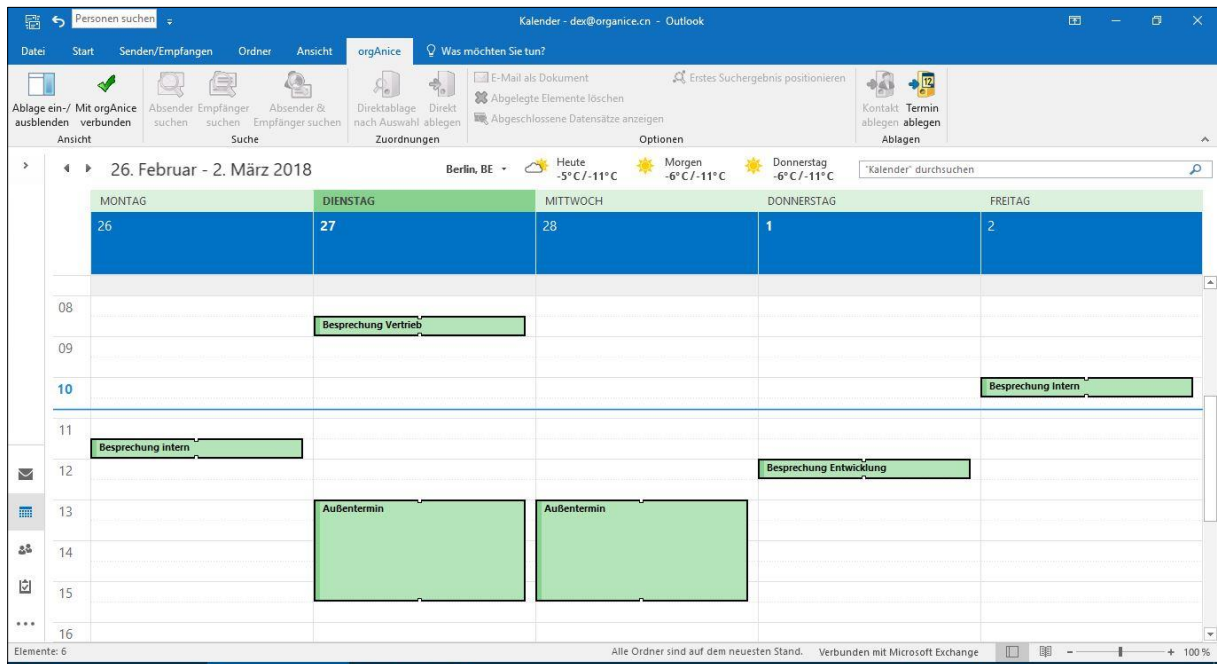 Personen suchen
Kalender - dex@organice.cn - Outlook
Datei Start Senden/Empfangen Ordner Ansicht orgAnice Was möchten Sie tun?
Ablage ein-/ausblenden
Mit orgAnice verbunden
Ansicht
Absender suchen
Empfänger suchen
Absender & Empfänger suchen
Suche
Direktablage nach Auswahl
Direkt ablegen
Zuordnungen
E-Mail als Dokument
Abgelegte Elemente löschen
Abgeschlossene Datensätze anzeigen
Erstes Suchergebnis positionieren
Optionen
Kontakt ablegen
Termin ablegen
Ablagen
26. Februar - 2. März 2018
Berlin, BE
Heute
-5° C/-11° C
Morgen
-6° C/-11° C
Donnerstag
-6° C/-11° C
"Kalender" durchsuchen
MONTAG DIENSTAG MITTWOCH DONNERSTAG FREITAG
26 27 28 1 2
08
Besprechung Vertrieb
09
10
Besprechung Intern
11
Besprechung intern
12
Besprechung Entwicklung
13
Außentermin
Außentermin
14
15
16
Elemente: 6
Alle Ordner sind auf dem neuesten Stand.
Verbunden mit Microsoft Exchange
100 %